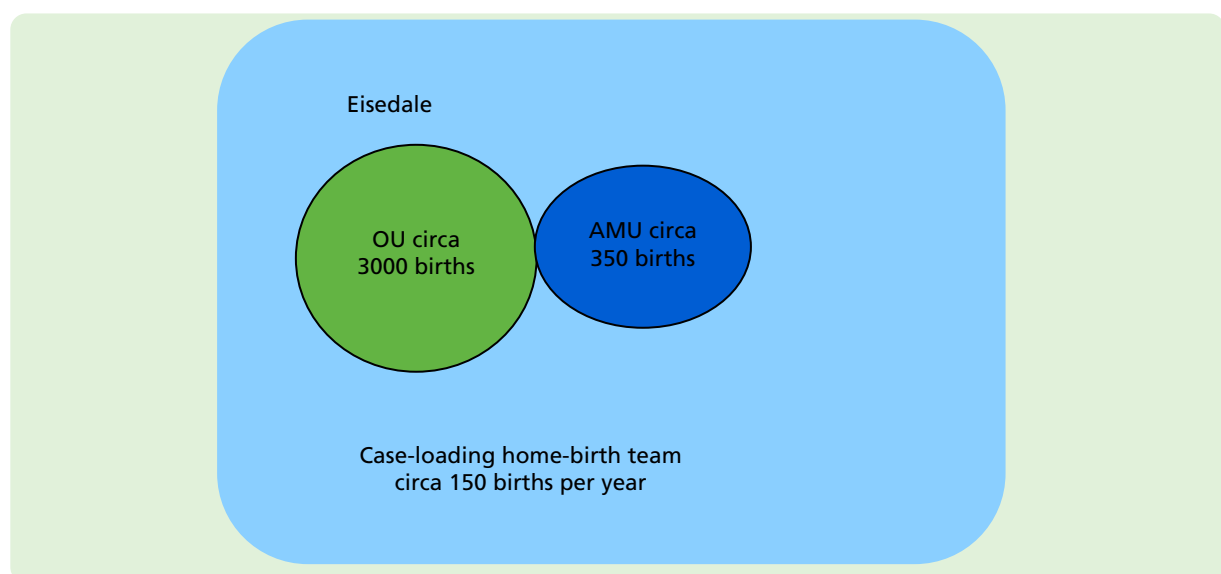 Eisedale
OU circa
3000 births
AMU circa
350 births
Case-loading home-birth team
circa 150 births per year